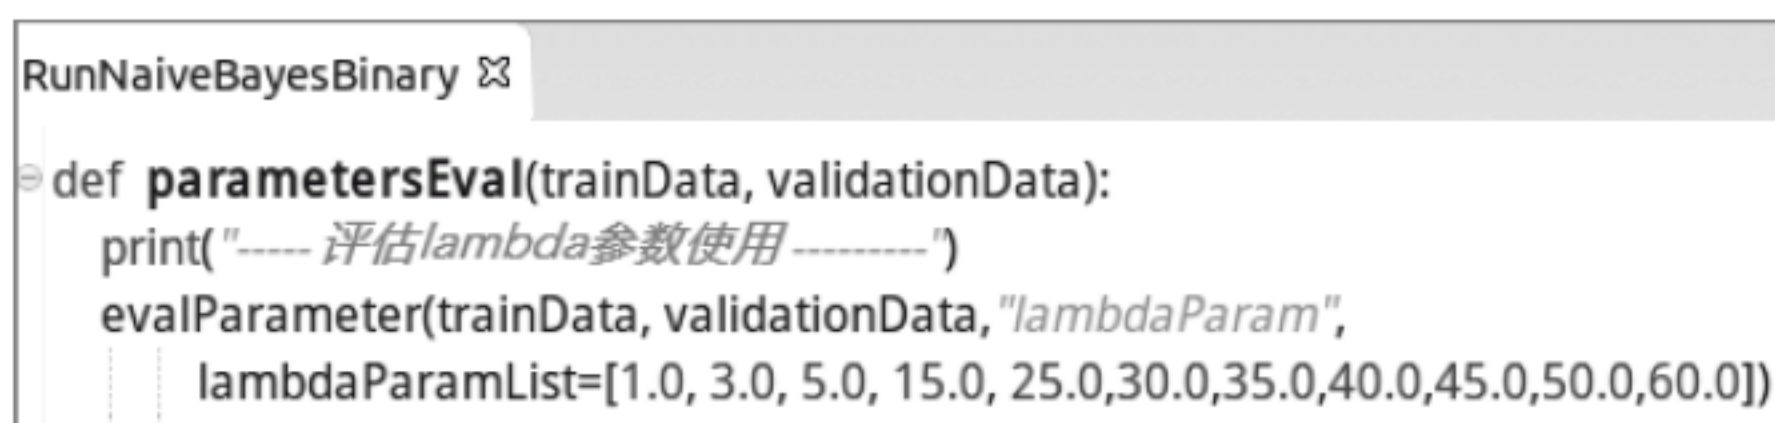 RunNaiveBayesBinary
def parametersEval(trainData, validationData):
print("----- 评估lambda参数使用 ---------")
evalParameter(trainData, validationData,"lambdaParam",
lambdaParamList=[1.0, 3.0, 5.0, 15.0, 25.0,30.0,35.0,40.0,45.0,50.0,60.0])